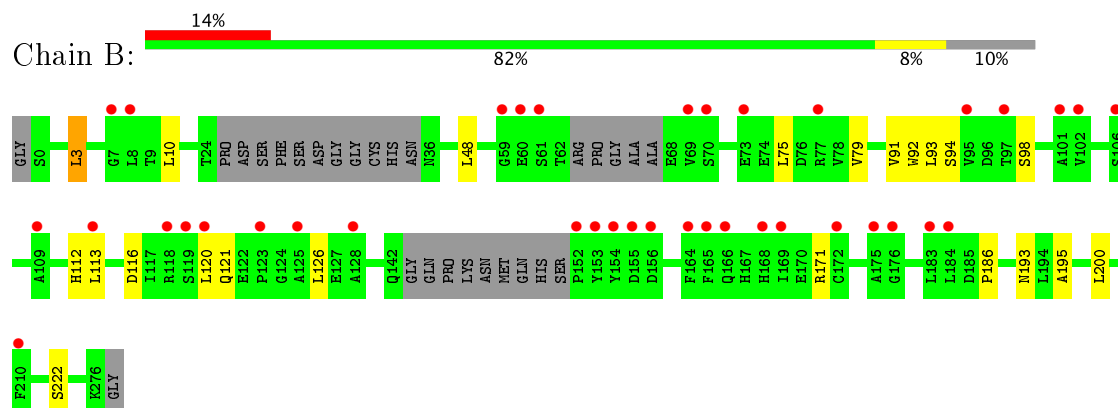 14%
Chain B:
82% 8% 10%
GLY S0 L3 G7 L8 T9 L10 T24 PRO ASP SER PHE SER ASP GLY GLY CYS HIS ASN N36 L48 G59 E60 S61 T62 ARG PRO GLY ALA ALA E68 V69 S70 E73 E74 L75 D76 R77 V78 V79 V91 W92 L93 S94 V95 D96 T97 S98 A101 V102 S106
A109 H112 L113 D116 I117 R118 S119 L120 Q121 E122 P123 G124 A125 L126 E127 A128 Q142 GLY GLN PRO LYS ASN MET GLN HIS SER P152 Y153 Y154 D155 D156 F164 F165 Q166 H167 H168 I169 E170 R171 C172 A175 G176 L183 L184 D185 P186 N193 L194 A195 L200
F210 S222 K276 GLY